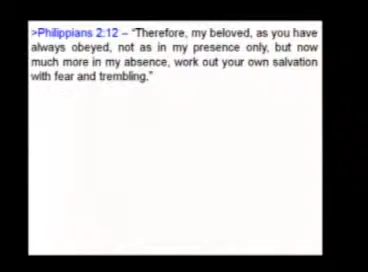 >Philippians 2:12 – "Therefore, my beloved, as you have
always obeyed, not as in my presence only, but now
much more in my absence, work out your own salvation
with fear and trembling."